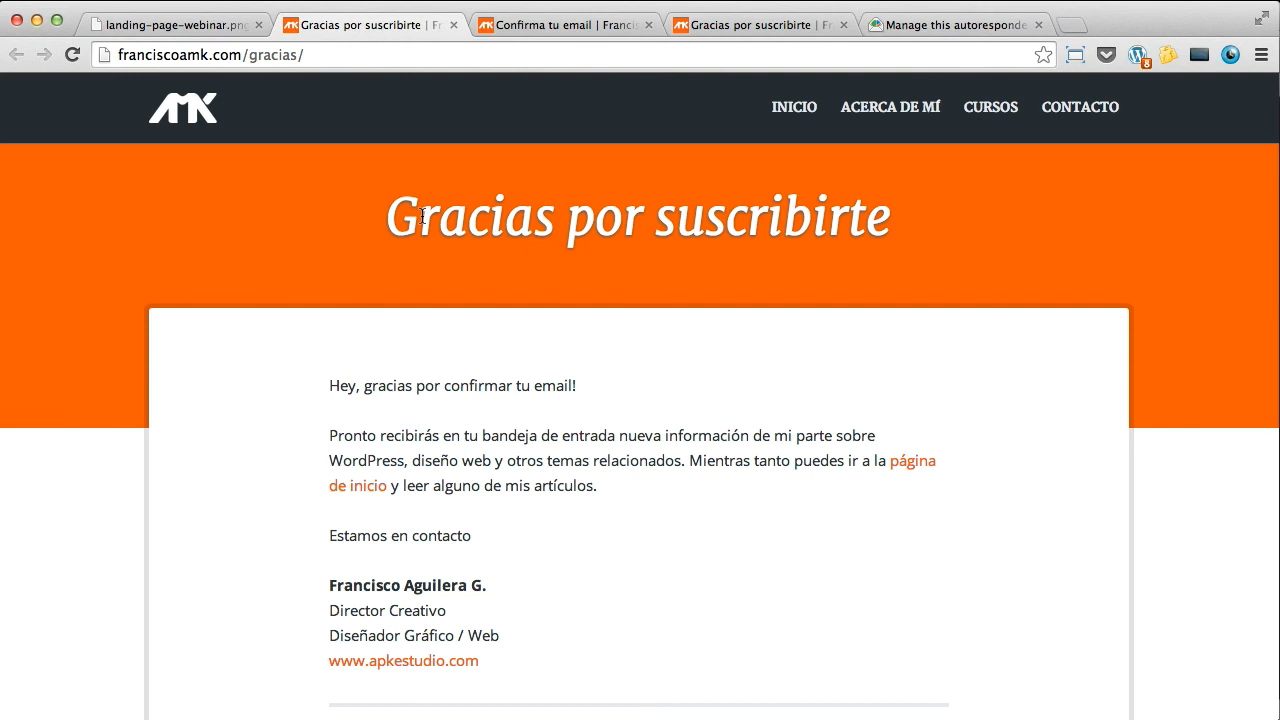 landing-page-webinar.png
Gracias por suscribirte | Fr
Confirma tu email | Francis
Gracias por suscribirte | Fr
Manage this autoresponde
franciscoamk.com/gracias/
8
AMK
INICIO
ACERCA DE MÍ
CURSOS
CONTACTO
Gracias por suscribirte
Hey, gracias por confirmar tu email!
Pronto recibirás en tu bandeja de entrada nueva información de mi parte sobre
WordPress, diseño web y otros temas relacionados. Mientras tanto puedes ir a la página
de inicio y leer alguno de mis artículos.
Estamos en contacto
Francisco Aguilera G.
Director Creativo
Diseñador Gráfico / Web
www.apkestudio.com